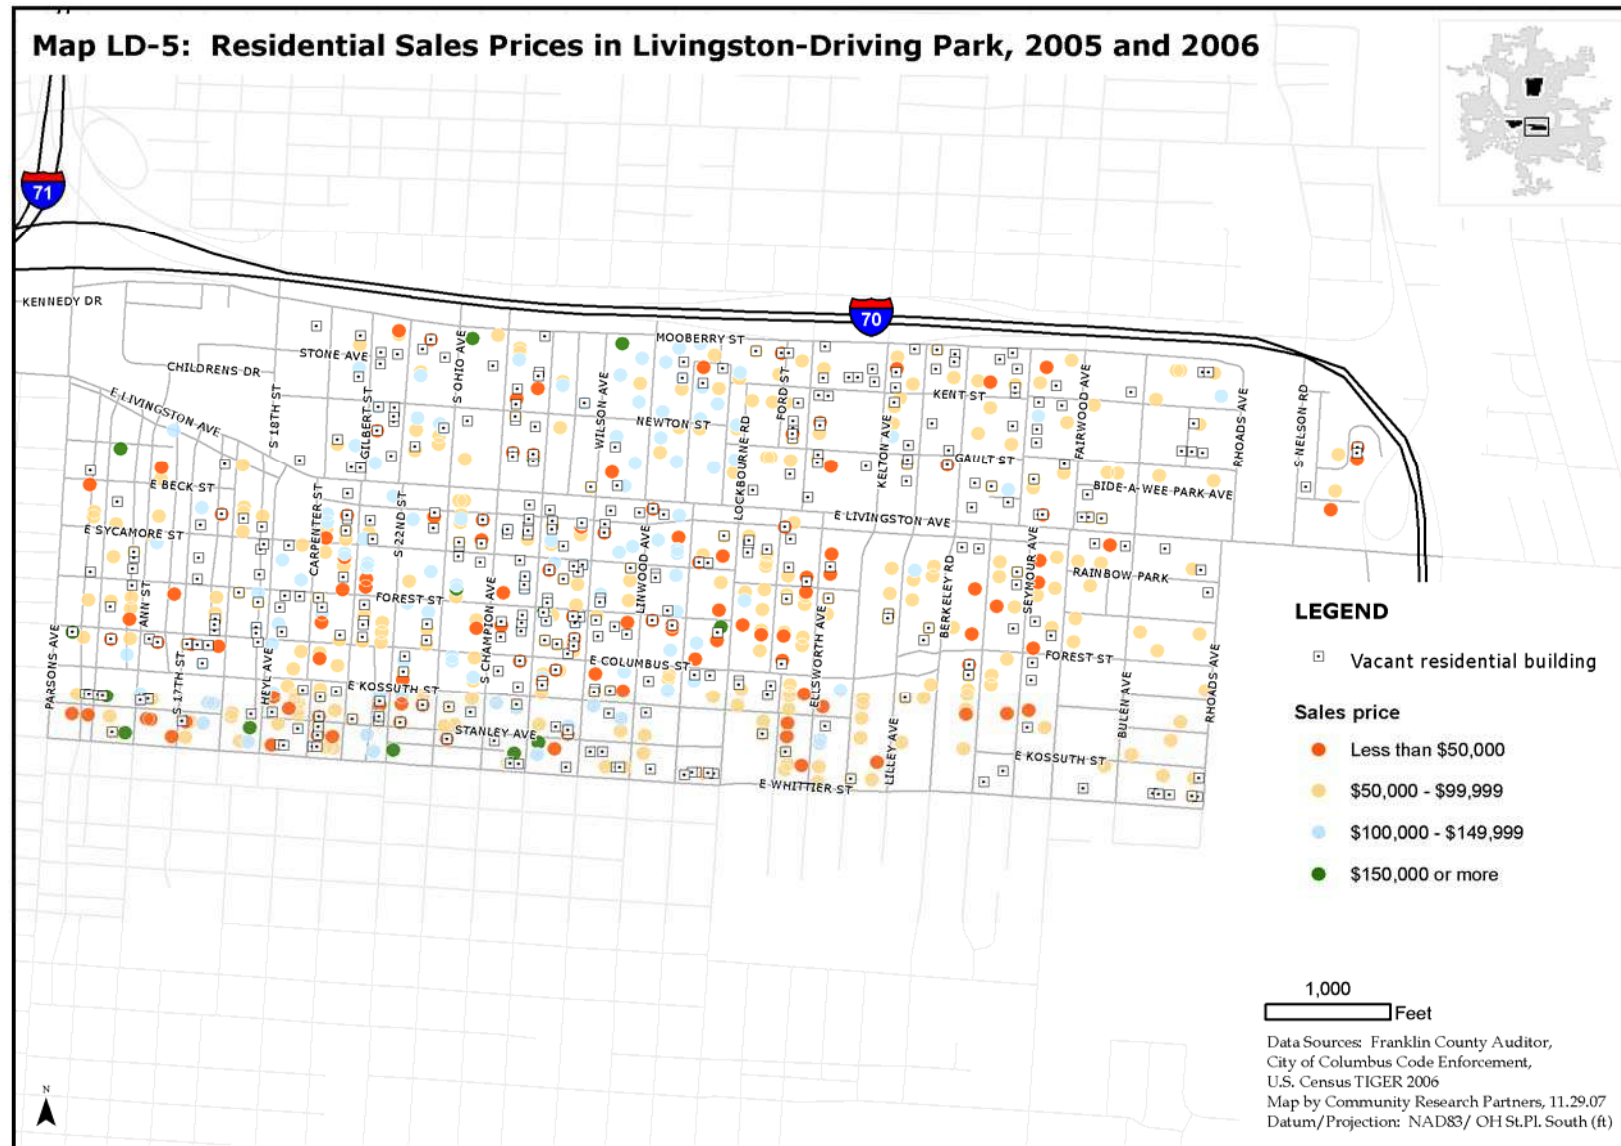 Map LD-5: Residential Sales Prices in Livingston-Driving Park, 2005 and 2006
71
70
KENNEDY DR
MOOBERRY ST
STONE AVE
CHILDRENS DR
S OHIO AVE
E LIVINGSTON AVE
S 18TH ST
GILBERT ST
WILSON AVE
NEWTON ST
LOCKBOURNE RD
FORD ST
KELTON AVE
KENT ST
FAIRWOOD AVE
RHOADS AVE
S NELSON RD
GAULT ST
E BECK ST
BIDE-A-WEE PARK AVE
E LIVINGSTON AVE
E SYCAMORE ST
CARPENTER ST
S 22ND ST
LINWOOD AVE
BERKELEY RD
SEYMOUR AVE
RAINBOW PARK
ANN ST
FOREST ST
S CHAMPION AVE
ELLSWORTH AVE
PARSONS AVE
S 17TH ST
HEYL AVE
E COLUMBUS ST
FOREST ST
E KOSSUTH ST
BULEN AVE
RHOADS AVE
STANLEY AVE
LILLEY AVE
E KOSSUTH ST
E WHITTIER ST
LEGEND
Vacant residential building
Sales price
Less than $50,000
$50,000 - $99,999
$100,000 - $149,999
$150,000 or more
1,000
Feet
N
Data Sources: Franklin County Auditor,
City of Columbus Code Enforcement,
U.S. Census TIGER 2006
Map by Community Research Partners, 11.29.07
Datum/Projection: NAD83/ OH St.Pl. South (ft)